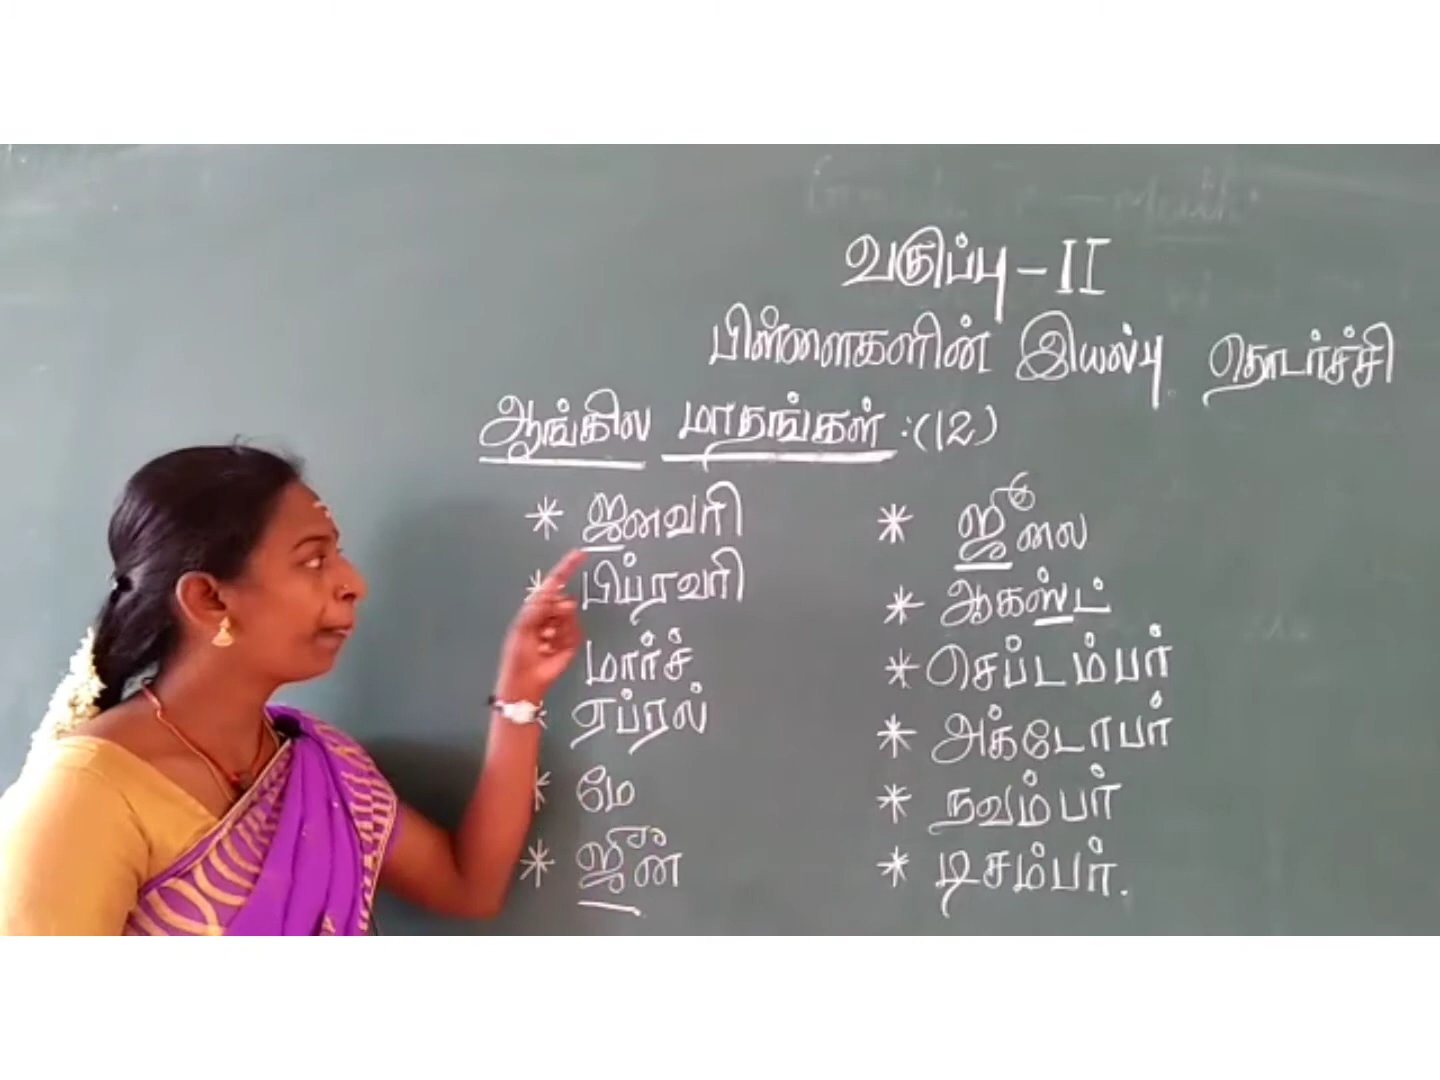 வகுப்பு - II
பிள்ளைகளின் இயல்பு தொடர்ச்சி
ஆங்கில மாதங்கள் : (12)
* ஜனவரி
* பிப்ரவரி
மார்ச்
ஏப்ரல்
* மே
* ஜூன்
* ஜூலை
* ஆகஸ்ட்
* செப்டம்பர்
* அக்டோபர்
* நவம்பர்
* டிசம்பர்.